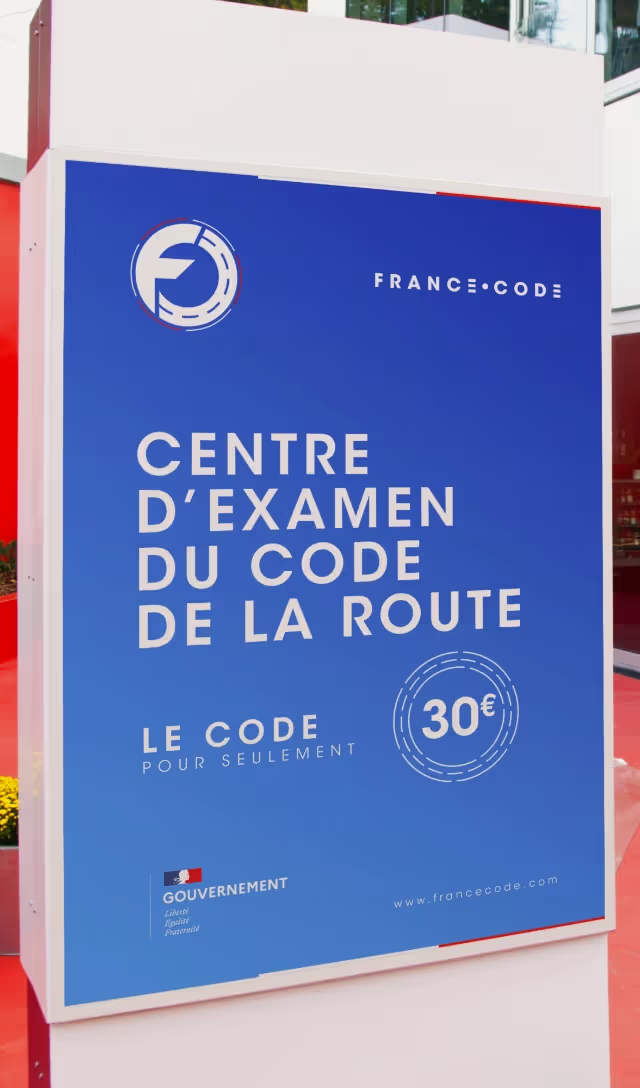 FRANCE•CODE
CENTRE
D’EXAMEN
DU CODE
DE LA ROUTE
LE CODE
POUR SEULEMENT
30€
GOUVERNEMENT
Liberté
Égalité
Fraternité
www.francecode.com